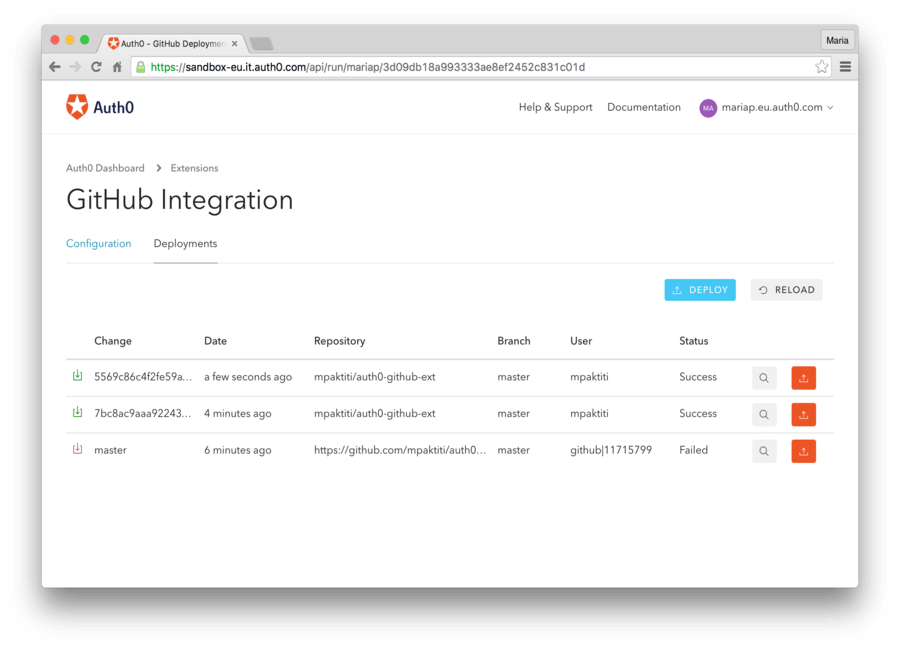 Auth0 - GitHub Deploymen
Maria
https://sandbox-eu.it.auth0.com/api/run/mariap/3d09db18a993333ae8ef2452c831c01d
Auth0
Help & Support Documentation MA mariap.eu.auth0.com
Auth0 Dashboard > Extensions
GitHub Integration
Configuration Deployments
DEPLOY RELOAD
Change Date Repository Branch User Status
5569c86c4f2fe59a... a few seconds ago mpaktiti/auth0-github-ext master mpaktiti Success
7bc8ac9aaa92243... 4 minutes ago mpaktiti/auth0-github-ext master mpaktiti Success
master 6 minutes ago https://github.com/mpaktiti/auth0... master github|11715799 Failed